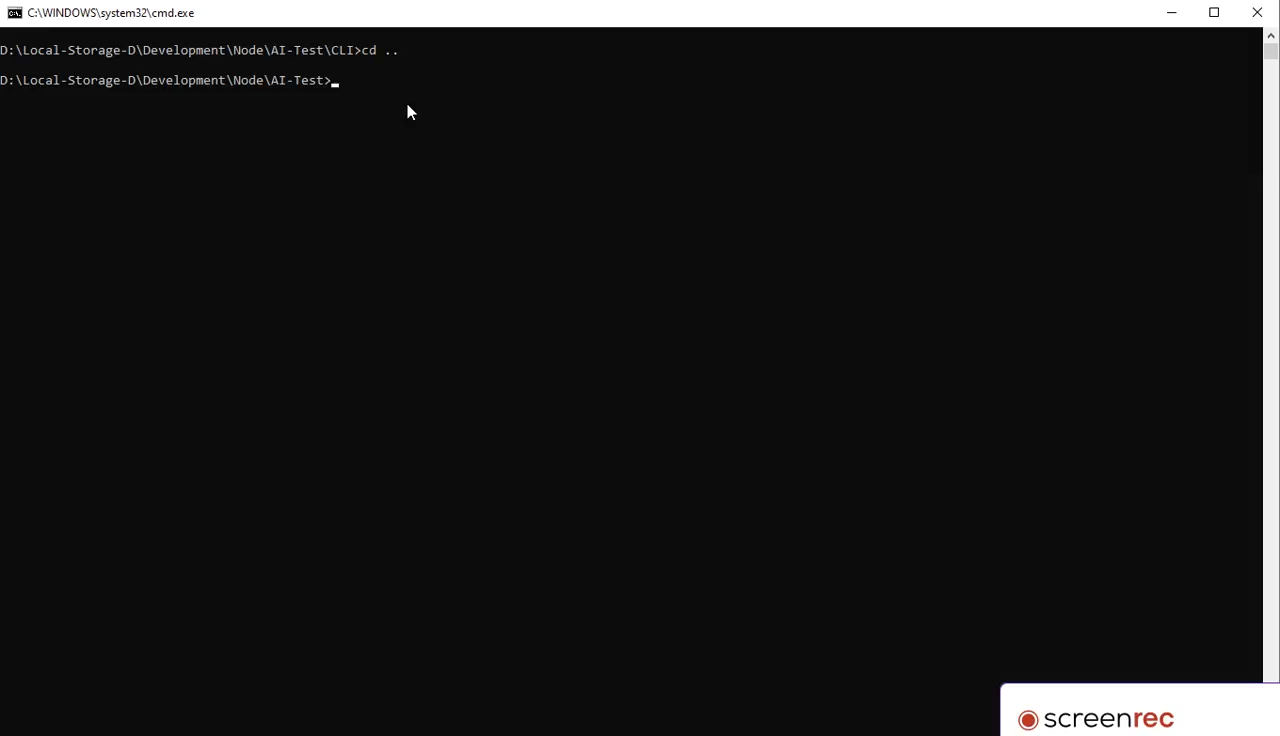 C:\WINDOWS\system32\cmd.exe
D:\Local-Storage-D\Development\Node\AI-Test\CLI>cd ..
D:\Local-Storage-D\Development\Node\AI-Test>
screenrec